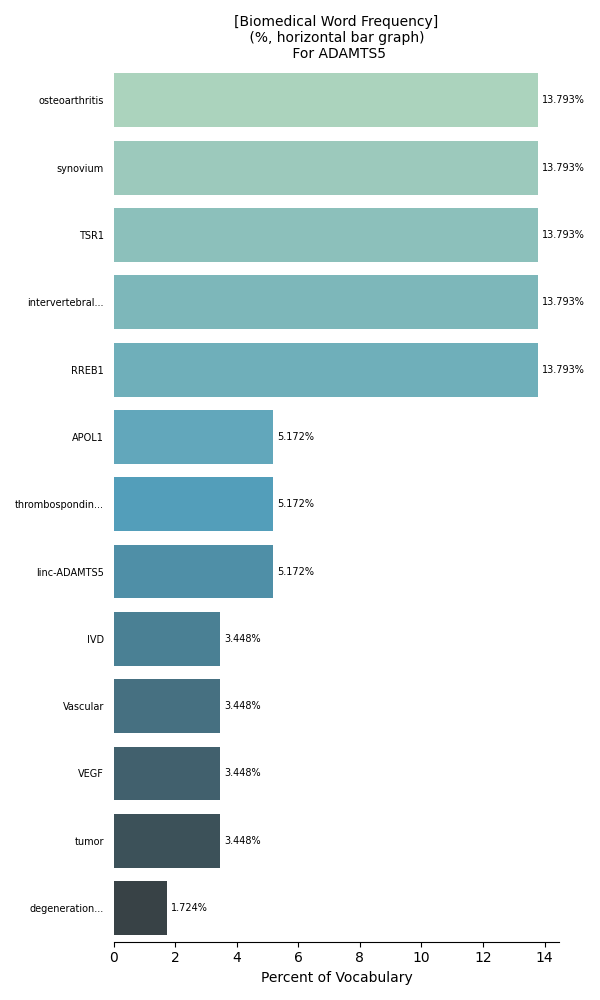 [Biomedical Word Frequency]
(%, horizontal bar graph)
For ADAMTS5
osteoarthritis 13.793%
synovium 13.793%
TSR1 13.793%
intervertebral... 13.793%
RREB1 13.793%
APOL1 5.172%
thrombospondin... 5.172%
linc-ADAMTS5 5.172%
IVD 3.448%
Vascular 3.448%
VEGF 3.448%
tumor 3.448%
degeneration... 1.724%
0 2 4 6 8 10 12 14
Percent of Vocabulary